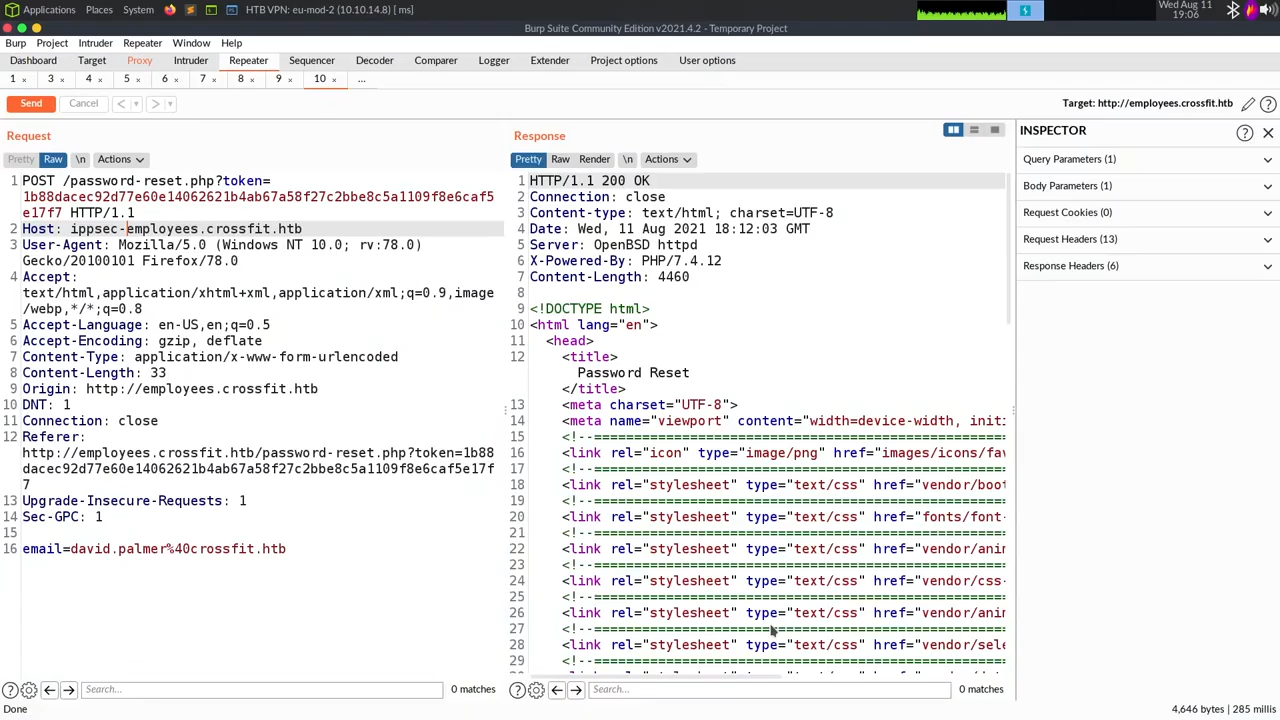 Applications Places System HTB VPN: eu-mod-2 (10.10.14.8) [ ms] Wed Aug 11 19:06
Burp Suite Community Edition v2021.4.2 - Temporary Project
Burp Project Intruder Repeater Window Help
Dashboard Target Proxy Intruder Repeater Sequencer Decoder Comparer Logger Extender Project options User options
1 × 3 × 4 × 5 × 6 × 7 × 8 × 9 × 10 × ...
Send Cancel < > Target: http://employees.crossfit.htb
Request
Pretty Raw \n Actions
1 POST /password-reset.php?token=
1b88dacec92d77e60e14062621b4ab67a58f27c2bbe8c5a1109f8e6caf5
e17f7 HTTP/1.1
2 Host: ippsec-employees.crossfit.htb
3 User-Agent: Mozilla/5.0 (Windows NT 10.0; rv:78.0)
Gecko/20100101 Firefox/78.0
4 Accept:
text/html,application/xhtml+xml,application/xml;q=0.9,image
/webp,*/*;q=0.8
5 Accept-Language: en-US,en;q=0.5
6 Accept-Encoding: gzip, deflate
7 Content-Type: application/x-www-form-urlencoded
8 Content-Length: 33
9 Origin: http://employees.crossfit.htb
10 DNT: 1
11 Connection: close
12 Referer:
http://employees.crossfit.htb/password-reset.php?token=1b88
dacec92d77e60e14062621b4ab67a58f27c2bbe8c5a1109f8e6caf5e17f
7
13 Upgrade-Insecure-Requests: 1
14 Sec-GPC: 1
15
16 email=david.palmer%40crossfit.htb
Search... 0 matches
Response
Pretty Raw Render \n Actions
1 HTTP/1.1 200 OK
2 Connection: close
3 Content-type: text/html; charset=UTF-8
4 Date: Wed, 11 Aug 2021 18:12:03 GMT
5 Server: OpenBSD httpd
6 X-Powered-By: PHP/7.4.12
7 Content-Length: 4460
8
9 <!DOCTYPE html>
10 <html lang="en">
11 <head>
12 <title>
Password Reset
</title>
13 <meta charset="UTF-8">
14 <meta name="viewport" content="width=device-width, initi
15 <!--===========================================
16 <link rel="icon" type="image/png" href="images/icons/fav
17 <!--===========================================
18 <link rel="stylesheet" type="text/css" href="vendor/boot
19 <!--===========================================
20 <link rel="stylesheet" type="text/css" href="fonts/font-
21 <!--===========================================
22 <link rel="stylesheet" type="text/css" href="vendor/anim
23 <!--===========================================
24 <link rel="stylesheet" type="text/css" href="vendor/css-
25 <!--===========================================
26 <link rel="stylesheet" type="text/css" href="vendor/anim
27 <!--===========================================
28 <link rel="stylesheet" type="text/css" href="vendor/sele
29 <!--===========================================
Search... 0 matches
INSPECTOR
Query Parameters (1)
Body Parameters (1)
Request Cookies (0)
Request Headers (13)
Response Headers (6)
Done 4,646 bytes | 285 millis